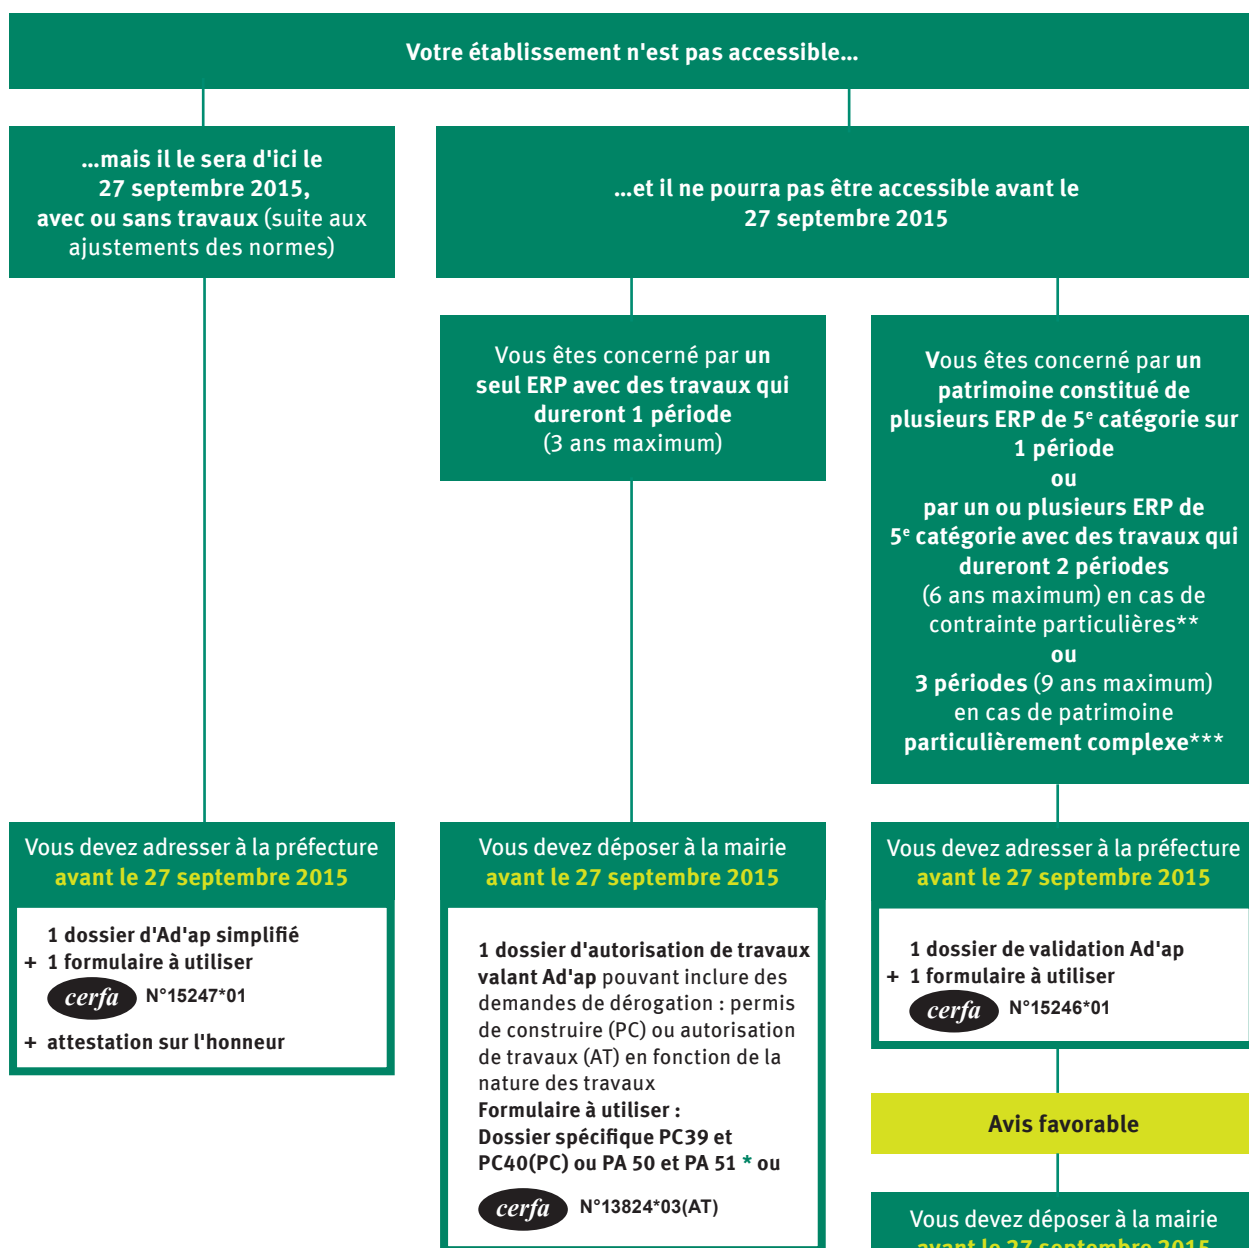 Votre établissement n'est pas accessible…
…mais il le sera d'ici le
27 septembre 2015,
avec ou sans travaux (suite aux
ajustements des normes)
…et il ne pourra pas être accessible avant le
27 septembre 2015
Vous êtes concerné par un
seul ERP avec des travaux qui
dureront 1 période
(3 ans maximum)
Vous êtes concerné par un
patrimoine constitué de
plusieurs ERP de 5e catégorie sur
1 période
ou
par un ou plusieurs ERP de
5e catégorie avec des travaux qui
dureront 2 périodes
(6 ans maximum) en cas de
contrainte particulières**
ou
3 périodes (9 ans maximum)
en cas de patrimoine
particulièrement complexe***
Vous devez adresser à la préfecture
avant le 27 septembre 2015
1 dossier d'Ad'ap simplifié
+ 1 formulaire à utiliser
cerfa N°15247*01
+ attestation sur l'honneur
Vous devez déposer à la mairie
avant le 27 septembre 2015
1 dossier d'autorisation de travaux
valant Ad'ap pouvant inclure des
demandes de dérogation : permis
de construire (PC) ou autorisation
de travaux (AT) en fonction de la
nature des travaux
Formulaire à utiliser :
Dossier spécifique PC39 et
PC40(PC) ou PA 50 et PA 51 * ou
cerfa N°13824*03(AT)
Vous devez adresser à la préfecture
avant le 27 septembre 2015
1 dossier de validation Ad'ap
+ 1 formulaire à utiliser
cerfa N°15246*01
Avis favorable
Vous devez déposer à la mairie
avant le 27 septembre 2015